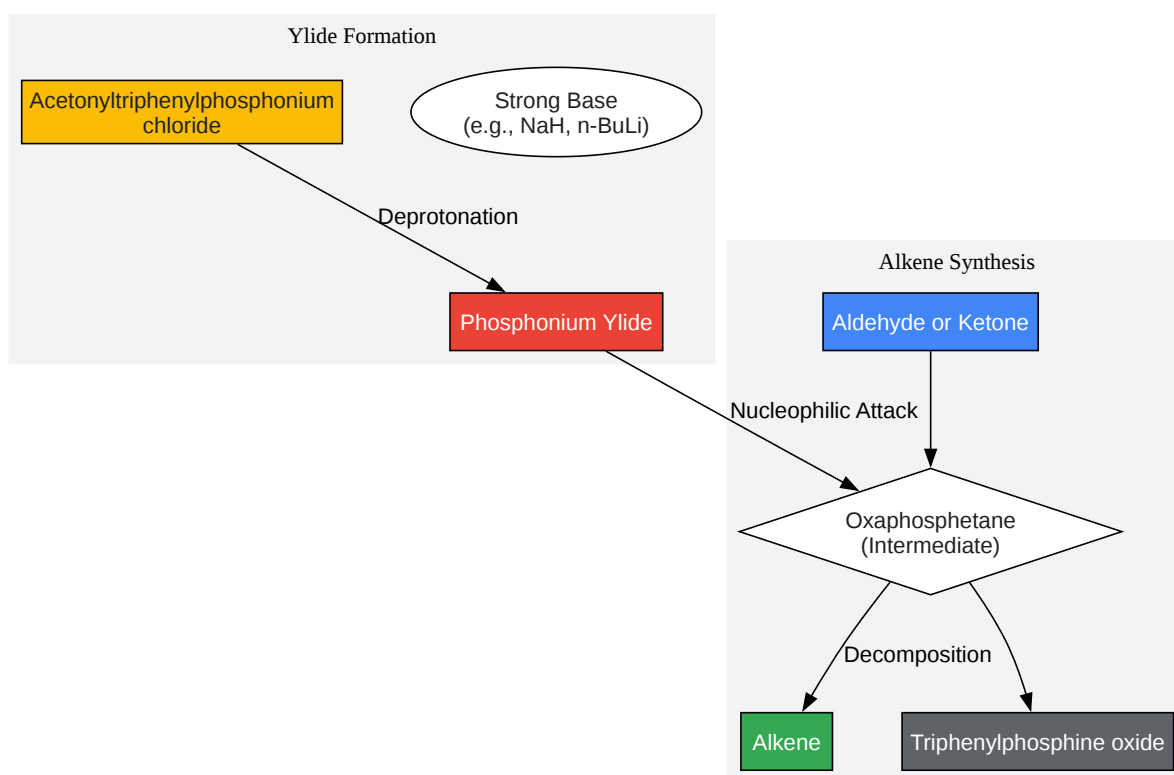 Ylide Formation
Acetonyltriphenylphosphonium
chloride
Strong Base
(e.g., NaH, n-BuLi)
Deprotonation
Phosphonium Ylide
Alkene Synthesis
Aldehyde or Ketone
Nucleophilic Attack
Oxaphosphetane
(Intermediate)
Decomposition
Alkene
Triphenylphosphine oxide